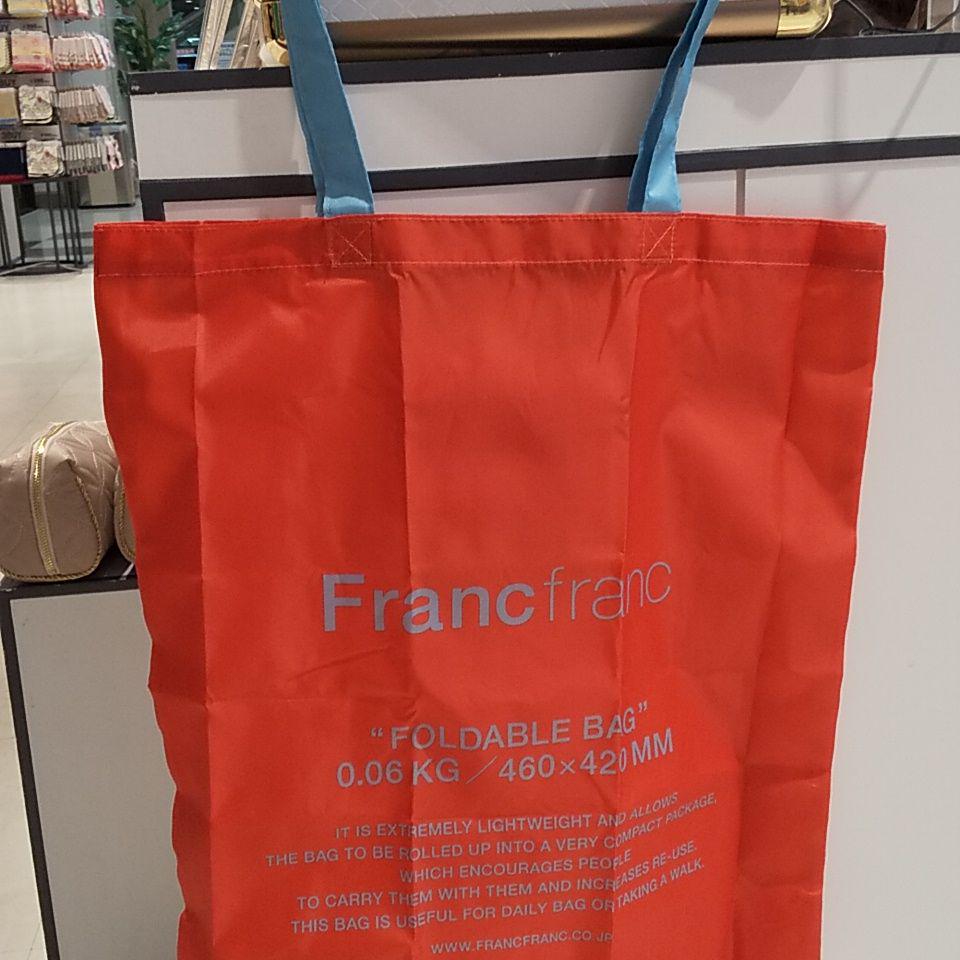 Francfranc
“FOLDABLE BAG”
0.06 KG ／ 460×420 MM
IT IS EXTREMELY LIGHTWEIGHT AND ALLOWS
THE BAG TO BE ROLLED UP INTO A VERY COMPACT PACKAGE,
WHICH ENCOURAGES PEOPLE
TO CARRY THEM WITH THEM AND INCREASES RE-USE.
THIS BAG IS USEFUL FOR DAILY BAG OR TAKING A WALK.
WWW.FRANCFRANC.CO.JP